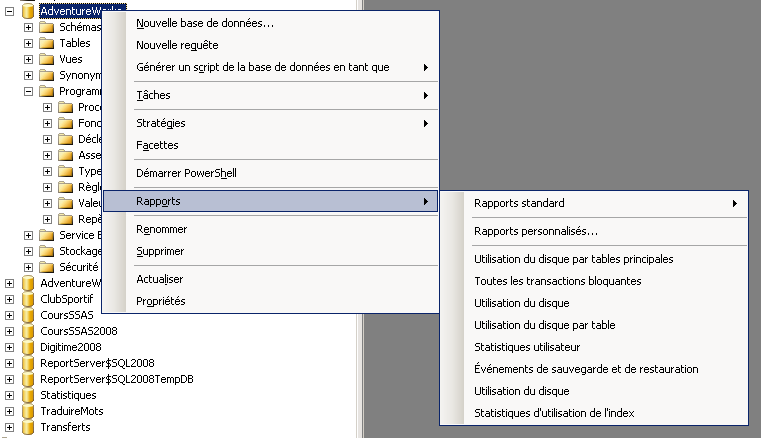 AdventureWorks
Schémas
Tables
Vues
Synonym
Programm
Proc
Fonc
Décle
Asse
Type
Règle
Valeu
Repè
Service B
Stockage
Sécurité
AdventureW
ClubSportif
CoursSSAS
CoursSSAS2008
Digitime2008
ReportServer$SQL2008
ReportServer$SQL2008TempDB
Statistiques
TraduireMots
Transferts
Nouvelle base de données...
Nouvelle requête
Générer un script de la base de données en tant que
Tâches
Stratégies
Facettes
Démarrer PowerShell
Rapports
Renommer
Supprimer
Actualiser
Propriétés
Rapports standard
Rapports personnalisés...
Utilisation du disque par tables principales
Toutes les transactions bloquantes
Utilisation du disque
Utilisation du disque par table
Statistiques utilisateur
Événements de sauvegarde et de restauration
Utilisation du disque
Statistiques d'utilisation de l'index